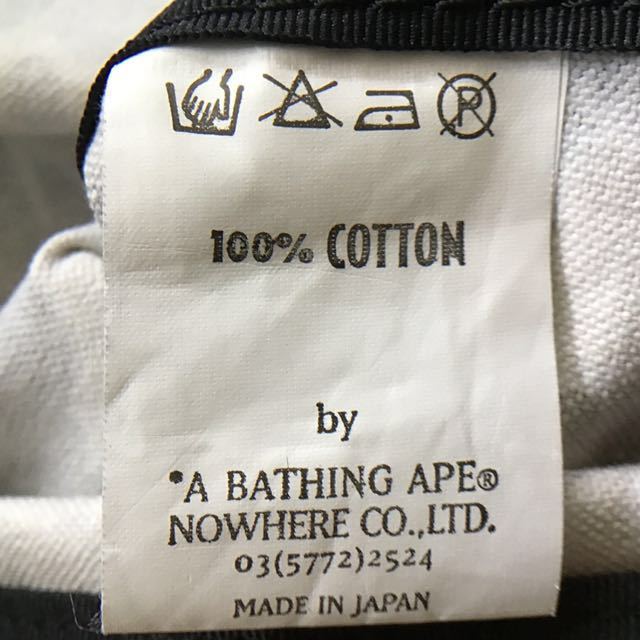 P
100% COTTON
by
*A BATHING APE®
NOWHERE CO.,LTD.
03(5772)2524
MADE IN JAPAN